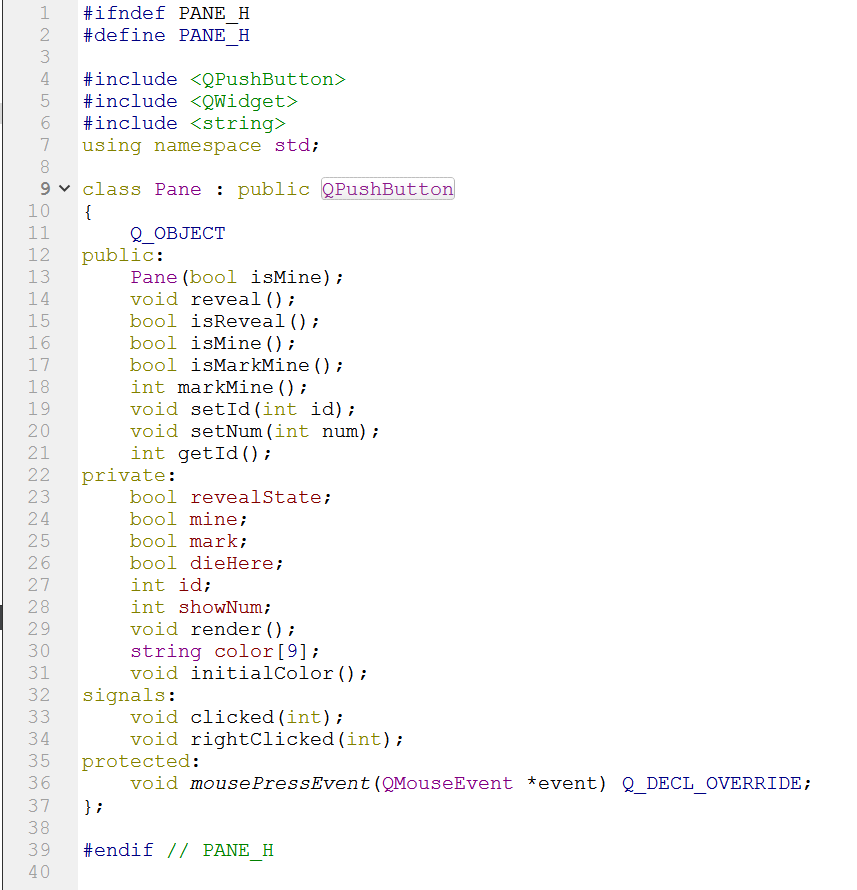 1 #ifndef PANE_H
2 #define PANE_H
3
4 #include <QPushButton>
5 #include <QWidget>
6 #include <string>
7 using namespace std;
8
9 class Pane : public QPushButton
10 {
11     Q_OBJECT
12 public:
13     Pane(bool isMine);
14     void reveal();
15     bool isReveal();
16     bool isMine();
17     bool isMarkMine();
18     int markMine();
19     void setId(int id);
20     void setNum(int num);
21     int getId();
22 private:
23     bool revealState;
24     bool mine;
25     bool mark;
26     bool dieHere;
27     int id;
28     int showNum;
29     void render();
30     string color[9];
31     void initialColor();
32 signals:
33     void clicked(int);
34     void rightClicked(int);
35 protected:
36     void mousePressEvent(QMouseEvent *event) Q_DECL_OVERRIDE;
37 };
38
39 #endif // PANE_H
40